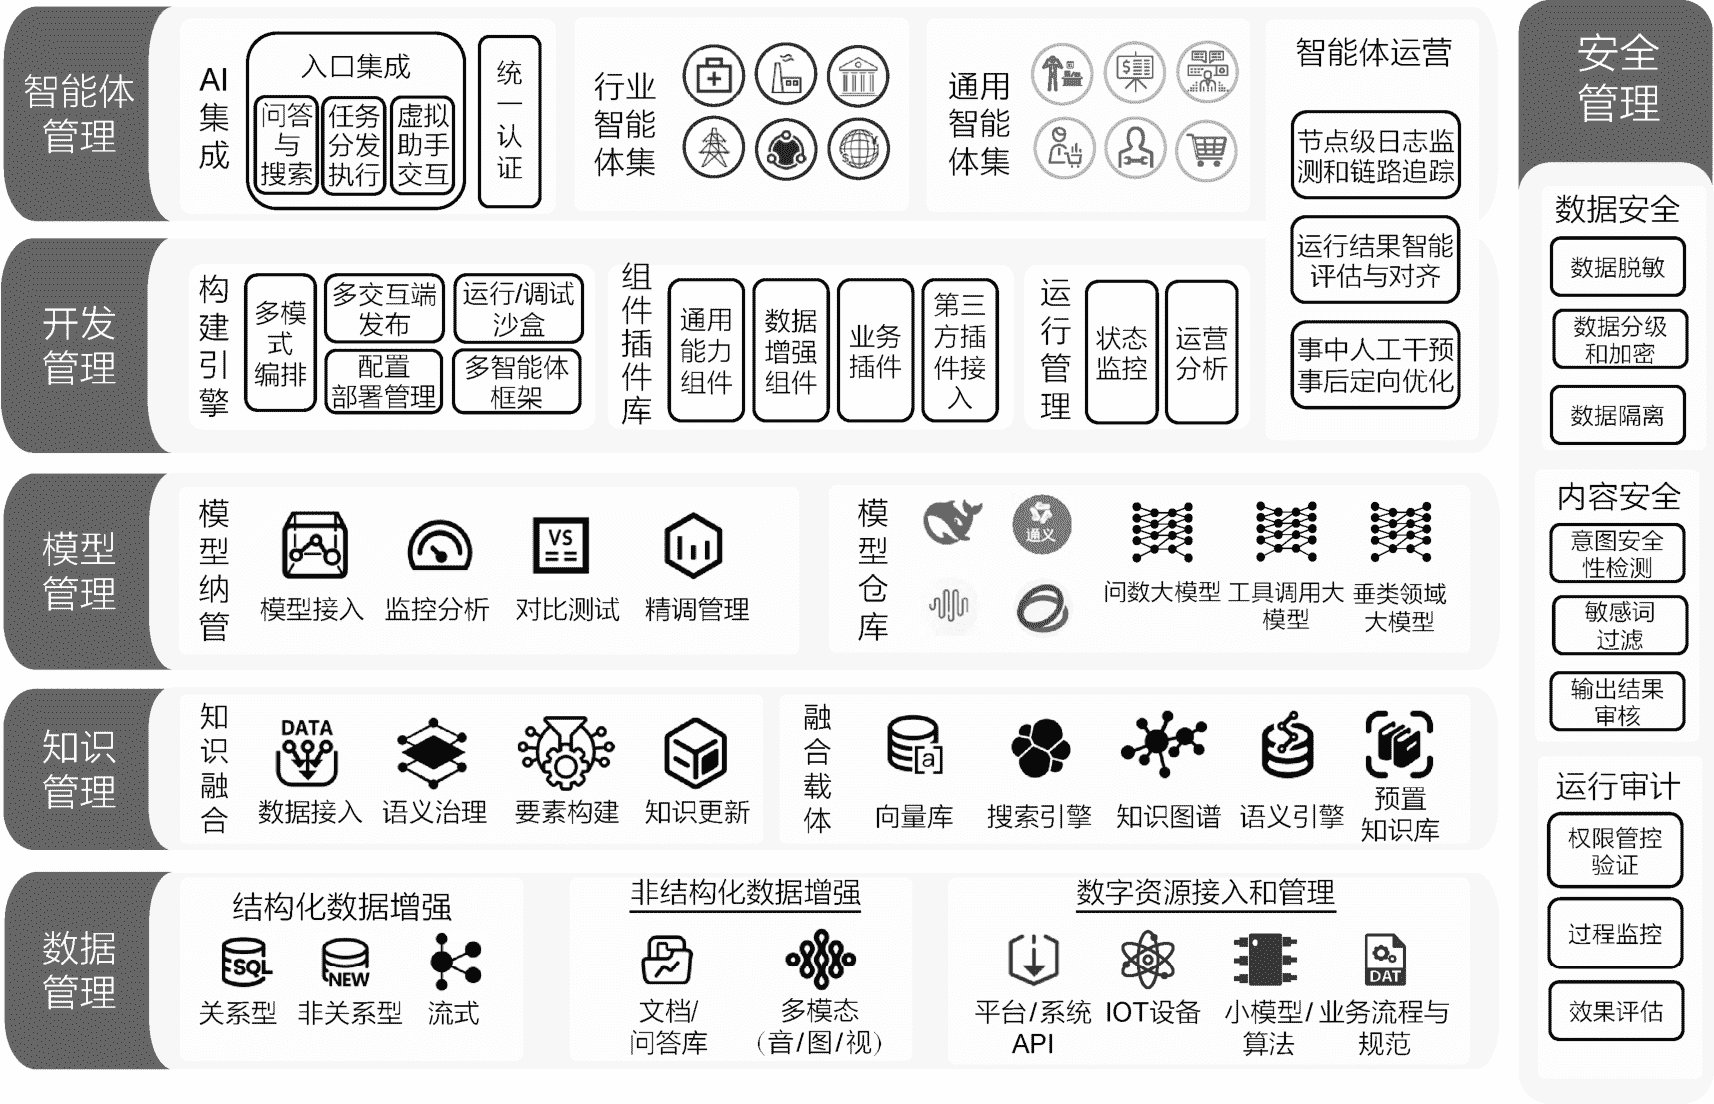 智能体
管理
AI
集
成
入口集成
问答
与
搜索
任务
分发
执行
虚拟
助手
交互
统
一
认
证
行业
智能
体集
通用
智能
体集
智能体运营
节点级日志监
测和链路追踪
运行结果智能
评估与对齐
事中人工干预
事后定向优化
开发
管理
构
建
引
擎
多模
式
编排
多交互端
发布
运行/调试
沙盒
配置
部署管理
多智能体
框架
组
件
插
件
库
通用
能力
组件
数据
增强
组件
业务
插件
第三
方插
件接
入
运
行
管
理
状态
监控
运营
分析
模型
管理
模
型
纳
管
模型接入
监控分析
VS
对比测试
精调管理
模
型
仓
库
通义
问数大模型
工具调用大
模型
垂类领域
大模型
知识
管理
知
识
融
合
DATA
数据接入
语义治理
要素构建
知识更新
融
合
载
体
[a]
向量库
搜索引擎
知识图谱
语义引擎
预置
知识库
数据
管理
结构化数据增强
SQL
关系型
NEW
非关系型
流式
非结构化数据增强
文档/
问答库
多模态
（音/图/视）
数字资源接入和管理
平台/系统
API
IOT设备
小模型/
算法
DAT
业务流程与
规范
安全
管理
数据安全
数据脱敏
数据分级
和加密
数据隔离
内容安全
意图安全
性检测
敏感词
过滤
输出结果
审核
运行审计
权限管控
验证
过程监控
效果评估